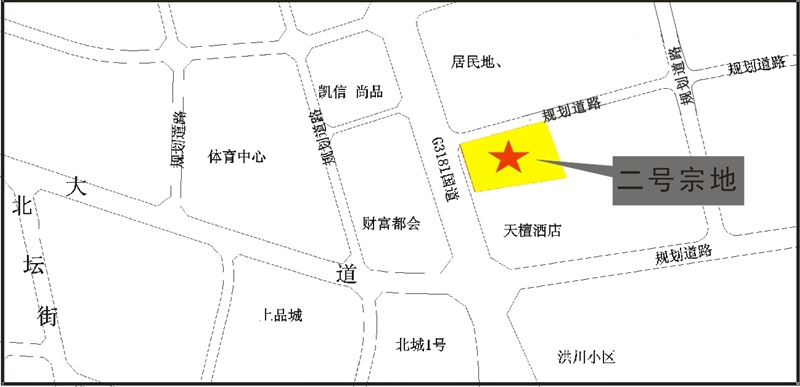 居民地、
规划道路
规划道路
凯信 尚品
规划道路
规划道路
规划道路
体育中心
G318国道
二号宗地
大
道
北
坛
街
财富都会
天檀酒店
规划道路
上品城
北城1号
洪川小区